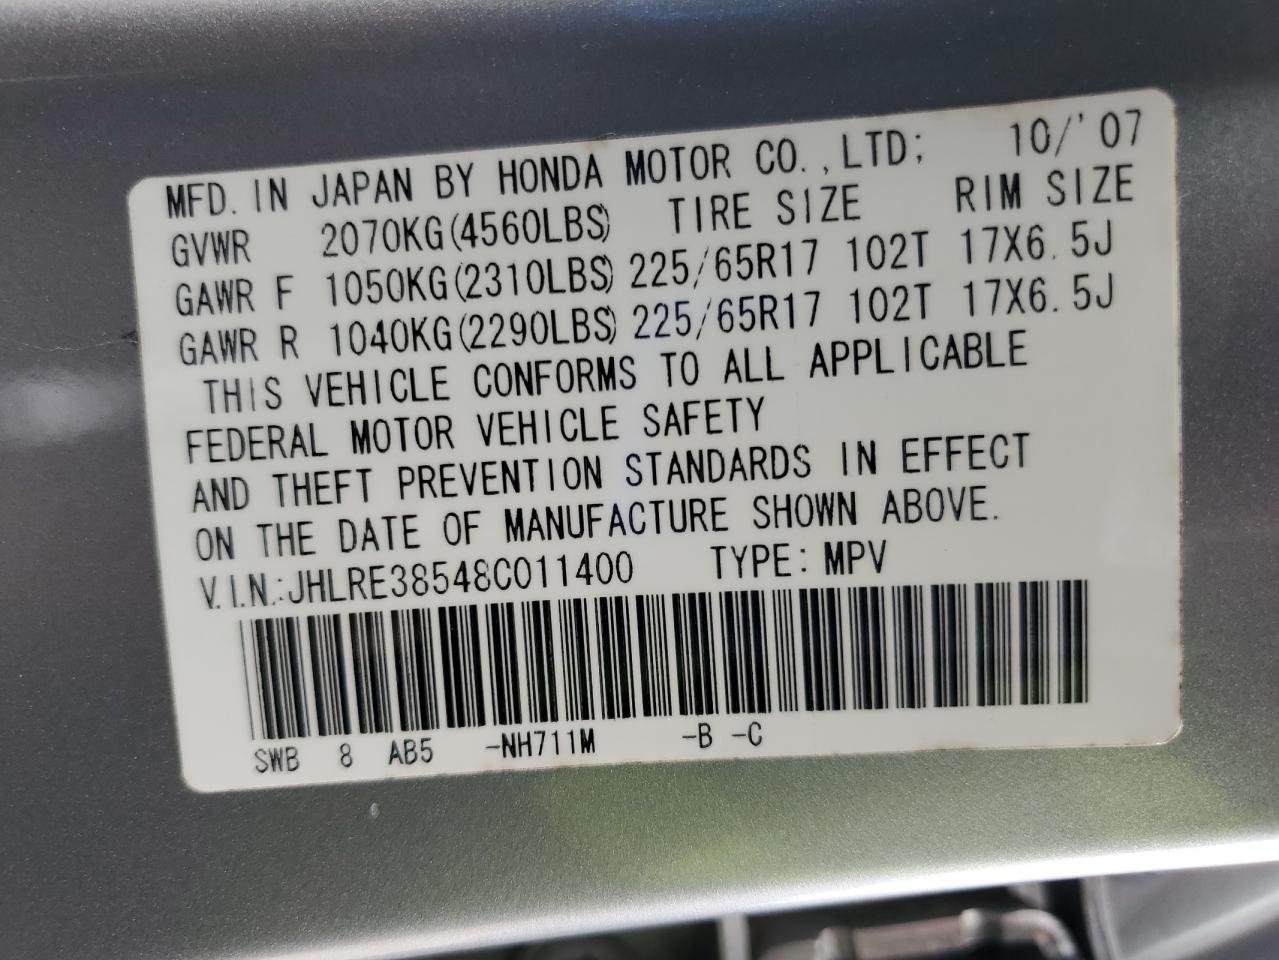 MFD. IN JAPAN BY HONDA MOTOR CO.,LTD; 10/'07
GVWR 2070KG(4560LBS) TIRE SIZE RIM SIZE
GAWR F 1050KG(2310LBS) 225/65R17 102T 17X6.5J
GAWR R 1040KG(2290LBS) 225/65R17 102T 17X6.5J
THIS VEHICLE CONFORMS TO ALL APPLICABLE
FEDERAL MOTOR VEHICLE SAFETY
AND THEFT PREVENTION STANDARDS IN EFFECT
ON THE DATE OF MANUFACTURE SHOWN ABOVE.
V.I.N.:JHLRE38548C011400 TYPE: MPV
SWB 8 AB5 -NH711M -B -C